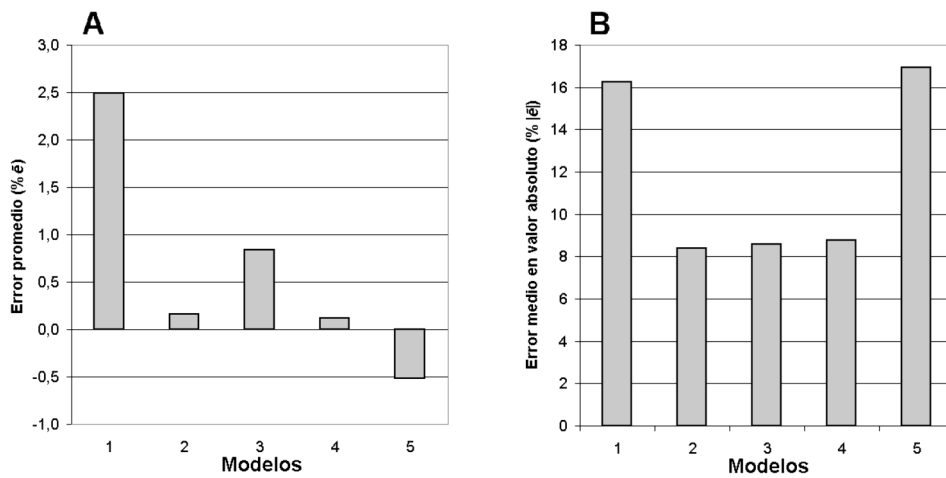 A
3,0
2,5
2,0
1,5
1,0
0,5
0,0
-0,5
-1,0
Error promedio (% ē)
1 2 3 4 5
Modelos
B
18
16
14
12
10
8
6
4
2
0
Error medio en valor absoluto (% |ē|)
1 2 3 4 5
Modelos